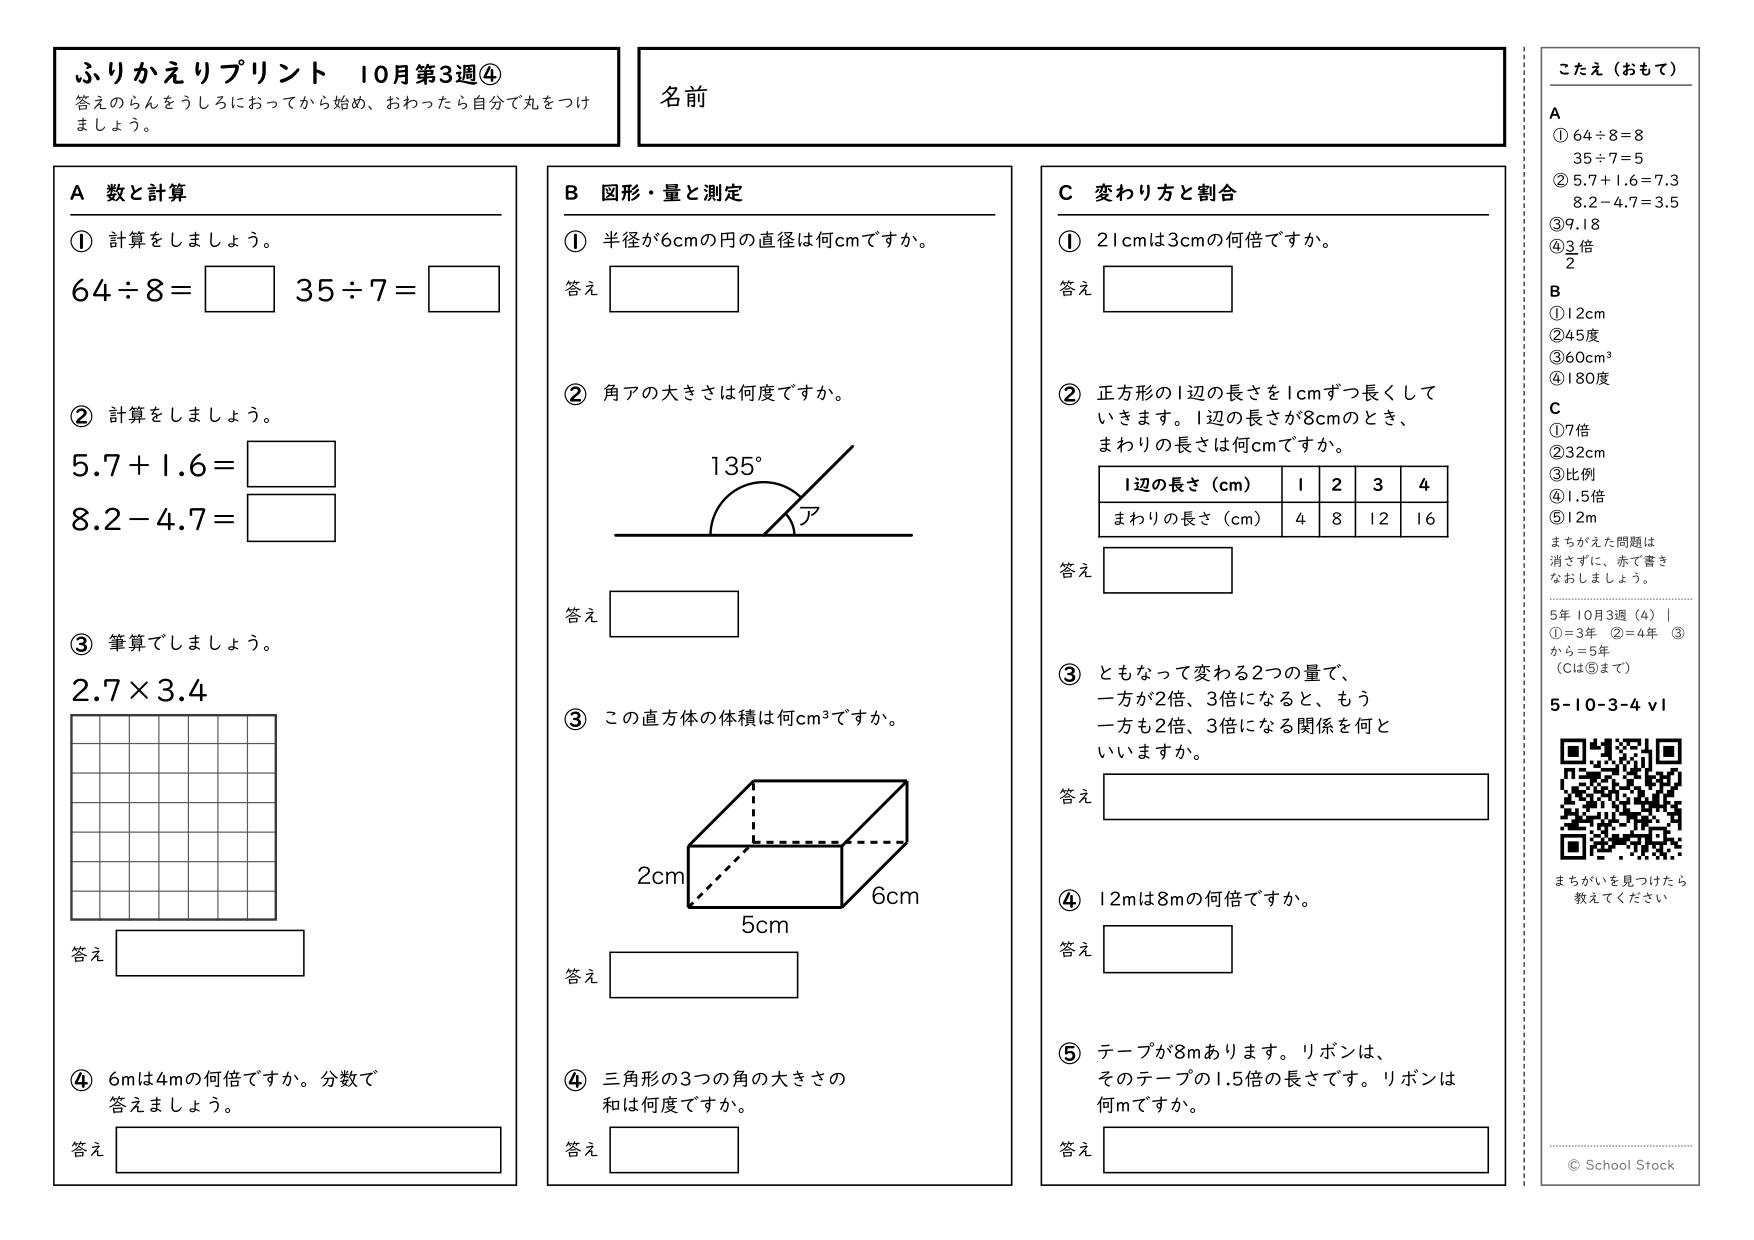 ふりかえりプリント　10月第3週④
答えのらんをうしろにおってから始め、おわったら自分で丸をつけ
ましょう。
名前
A　数と計算
① 計算をしましょう。
64÷8＝ 35÷7＝
② 計算をしましょう。
5.7＋1.6＝
8.2－4.7＝
③ 筆算でしましょう。
2.7×3.4
答え
④ 6mは4mの何倍ですか。分数で
答えましょう。
答え
B　図形・量と測定
① 半径が6cmの円の直径は何cmですか。
答え
② 角アの大きさは何度ですか。
135°
ア
答え
③ この直方体の体積は何cm³ですか。
2cm
6cm
5cm
答え
④ 三角形の3つの角の大きさの
和は何度ですか。
答え
C　変わり方と割合
① 21cmは3cmの何倍ですか。
答え
② 正方形の1辺の長さを1cmずつ長くして
いきます。1辺の長さが8cmのとき、
まわりの長さは何cmですか。
1辺の長さ（cm） 1 2 3 4
まわりの長さ（cm） 4 8 12 16
答え
③ ともなって変わる2つの量で、
一方が2倍、3倍になると、もう
一方も2倍、3倍になる関係を何と
いいますか。
答え
④ 12mは8mの何倍ですか。
答え
⑤ テープが8mあります。リボンは、
そのテープの1.5倍の長さです。リボンは
何mですか。
答え
こたえ（おもて）
A
① 64÷8＝8
35÷7＝5
② 5.7＋1.6＝7.3
8.2－4.7＝3.5
③9.18
④3倍
2
B
①12cm
②45度
③60cm³
④180度
C
①7倍
②32cm
③比例
④1.5倍
⑤12m
まちがえた問題は
消さずに、赤で書き
なおしましょう。
5年 10月3週（4）｜
①＝3年　②＝4年　③
から＝5年
（Cは⑤まで）
5-10-3-4 v1
まちがいを見つけたら
教えてください
© School Stock